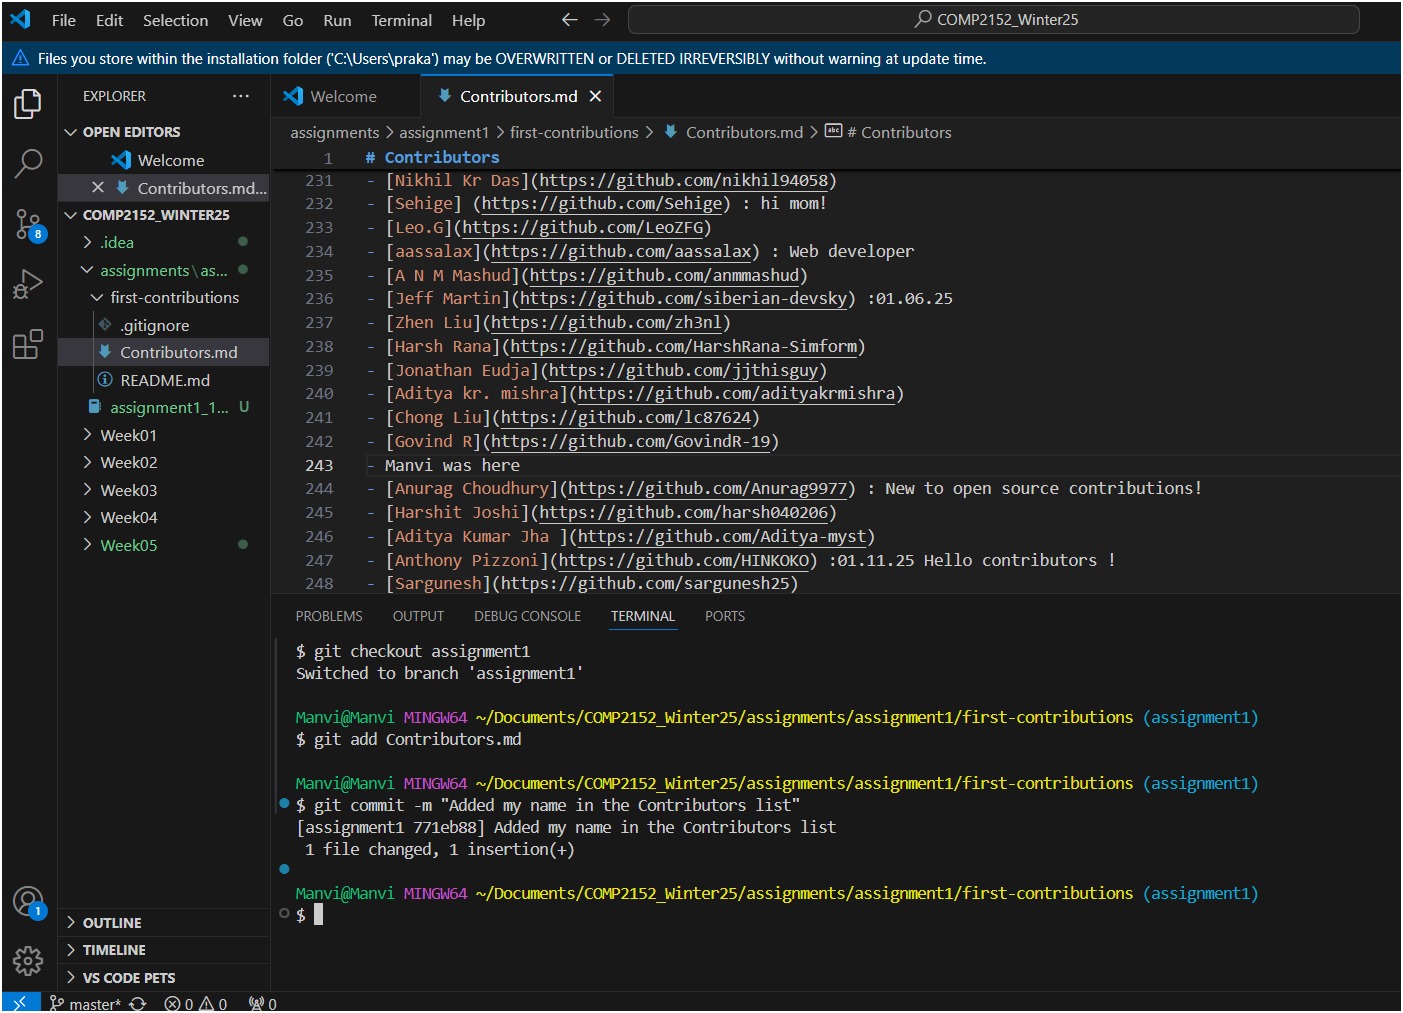 File Edit Selection View Go Run Terminal Help
COMP2152_Winter25
Files you store within the installation folder ('C:\Users\praka') may be OVERWRITTEN or DELETED IRREVERSIBLY without warning at update time.
EXPLORER
OPEN EDITORS
Welcome
Contributors.md...
COMP2152_WINTER25
.idea
assignments\as...
first-contributions
.gitignore
Contributors.md
README.md
assignment1_1... U
Week01
Week02
Week03
Week04
Week05
OUTLINE
TIMELINE
VS CODE PETS
8
1
Welcome
Contributors.md
assignments > assignment1 > first-contributions > Contributors.md > abc # Contributors
1 # Contributors
231 - [Nikhil Kr Das](https://github.com/nikhil94058)
232 - [Sehige] (https://github.com/Sehige) : hi mom!
233 - [Leo.G](https://github.com/LeoZFG)
234 - [aassalax](https://github.com/aassalax) : Web developer
235 - [A N M Mashud](https://github.com/anmmashud)
236 - [Jeff Martin](https://github.com/siberian-devsky) :01.06.25
237 - [Zhen Liu](https://github.com/zh3nl)
238 - [Harsh Rana](https://github.com/HarshRana-Simform)
239 - [Jonathan Eudja](https://github.com/jjthisguy)
240 - [Aditya kr. mishra](https://github.com/adityakrmishra)
241 - [Chong Liu](https://github.com/lc87624)
242 - [Govind R](https://github.com/GovindR-19)
243 - Manvi was here
244 - [Anurag Choudhury](https://github.com/Anurag9977) : New to open source contributions!
245 - [Harshit Joshi](https://github.com/harsh040206)
246 - [Aditya Kumar Jha ](https://github.com/Aditya-myst)
247 - [Anthony Pizzoni](https://github.com/HINKOKO) :01.11.25 Hello contributors !
248 - [Sargunesh](https://github.com/sargunesh25)
PROBLEMS OUTPUT DEBUG CONSOLE TERMINAL PORTS
$ git checkout assignment1
Switched to branch 'assignment1'
Manvi@Manvi MINGW64 ~/Documents/COMP2152_Winter25/assignments/assignment1/first-contributions (assignment1)
$ git add Contributors.md
Manvi@Manvi MINGW64 ~/Documents/COMP2152_Winter25/assignments/assignment1/first-contributions (assignment1)
$ git commit -m "Added my name in the Contributors list"
[assignment1 771eb88] Added my name in the Contributors list
1 file changed, 1 insertion(+)
Manvi@Manvi MINGW64 ~/Documents/COMP2152_Winter25/assignments/assignment1/first-contributions (assignment1)
$
master* 0 0 0